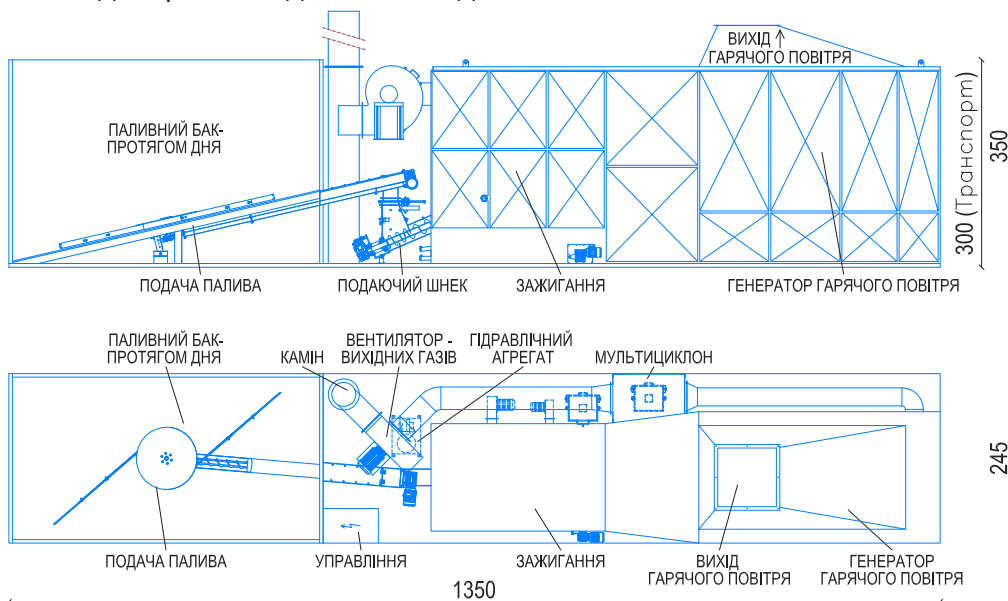 ВИХІД
ГАРЯЧОГО ПОВІТРЯ
ПАЛИВНИЙ БАК-
ПРОТЯГОМ ДНЯ
300 (Транспорт)
350
ПОДАЧА ПАЛИВА
ПОДАЮЧИЙ ШНЕК
ЗАЖИГАННЯ
ГЕНЕРАТОР ГАРЯЧОГО ПОВІТРЯ
ПАЛИВНИЙ БАК-
ПРОТЯГОМ ДНЯ
КАМІН
ВЕНТИЛЯТОР -
ВИХІДНИХ ГАЗІВ
ГІДРАВЛІЧНИЙ
АГРЕГАТ
МУЛЬТИЦИКЛОН
245
ПОДАЧА ПАЛИВА
УПРАВЛІННЯ
ЗАЖИГАННЯ
ВИХІД
ГАРЯЧОГО ПОВІТРЯ
ГЕНЕРАТОР
ГАРЯЧОГО ПОВІТРЯ
1350